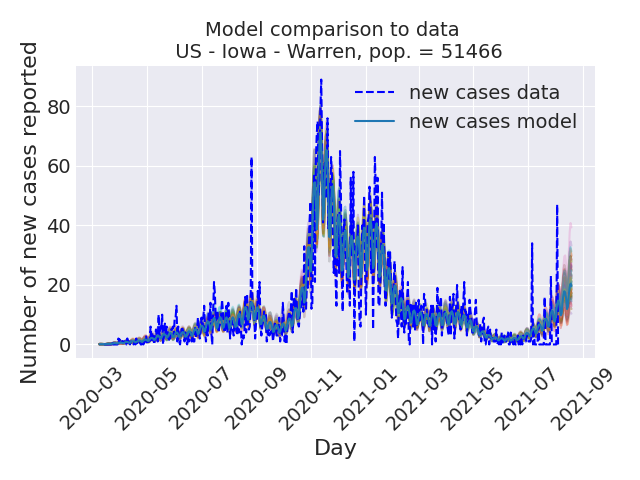 Model comparison to data
US - Iowa - Warren, pop. = 51466
Number of new cases reported
80
60
40
20
0
new cases data
new cases model
2020-03
2020-05
2020-07
2020-09
2020-11
2021-01
2021-03
2021-05
2021-07
2021-09
Day